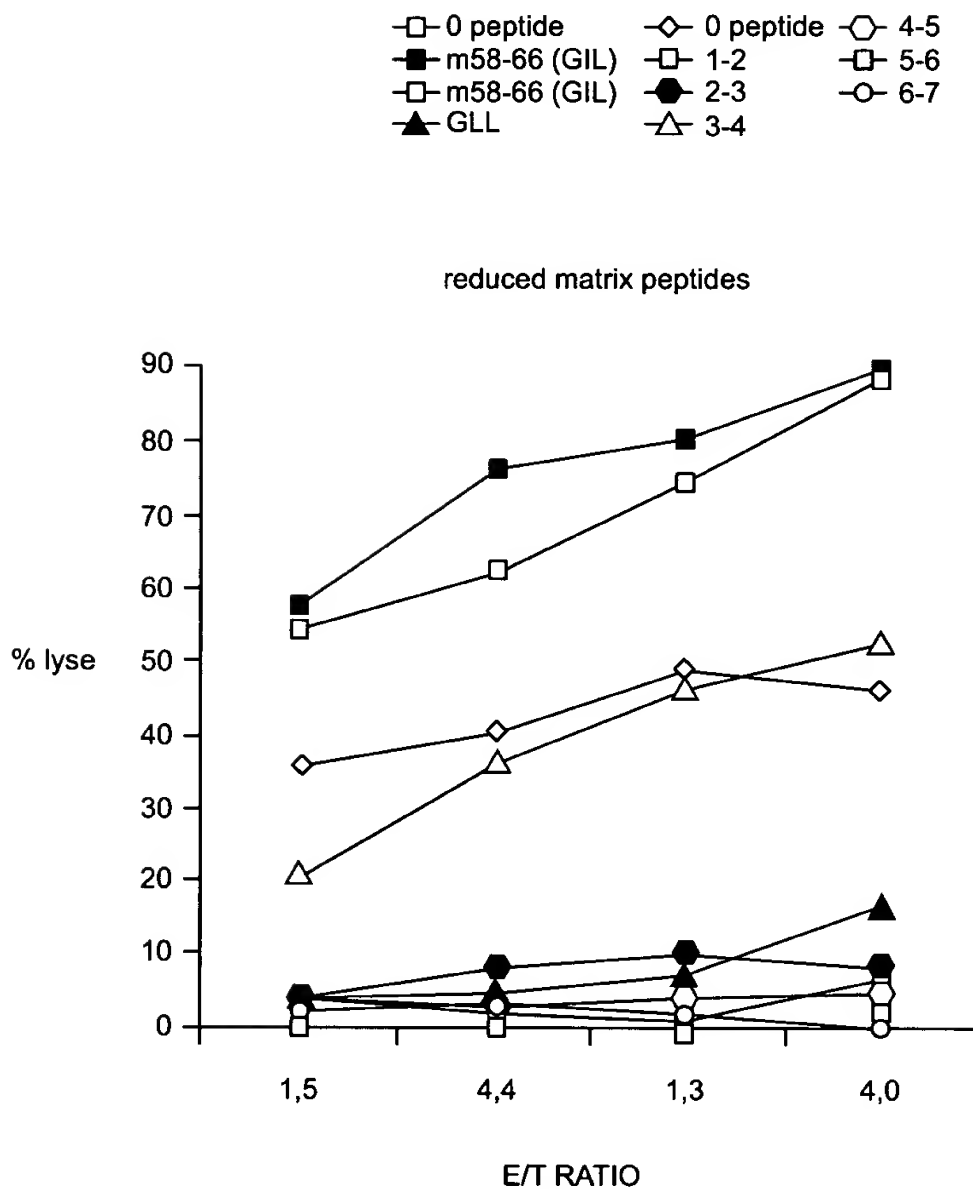 0 peptide 0 peptide 4-5
m58-66 (GIL) 1-2 5-6
m58-66 (GIL) 2-3 6-7
GLL 3-4
reduced matrix peptides
90
80
70
60
50
% lyse
40
30
20
10
0
1,5 4,4 1,3 4,0
E/T RATIO